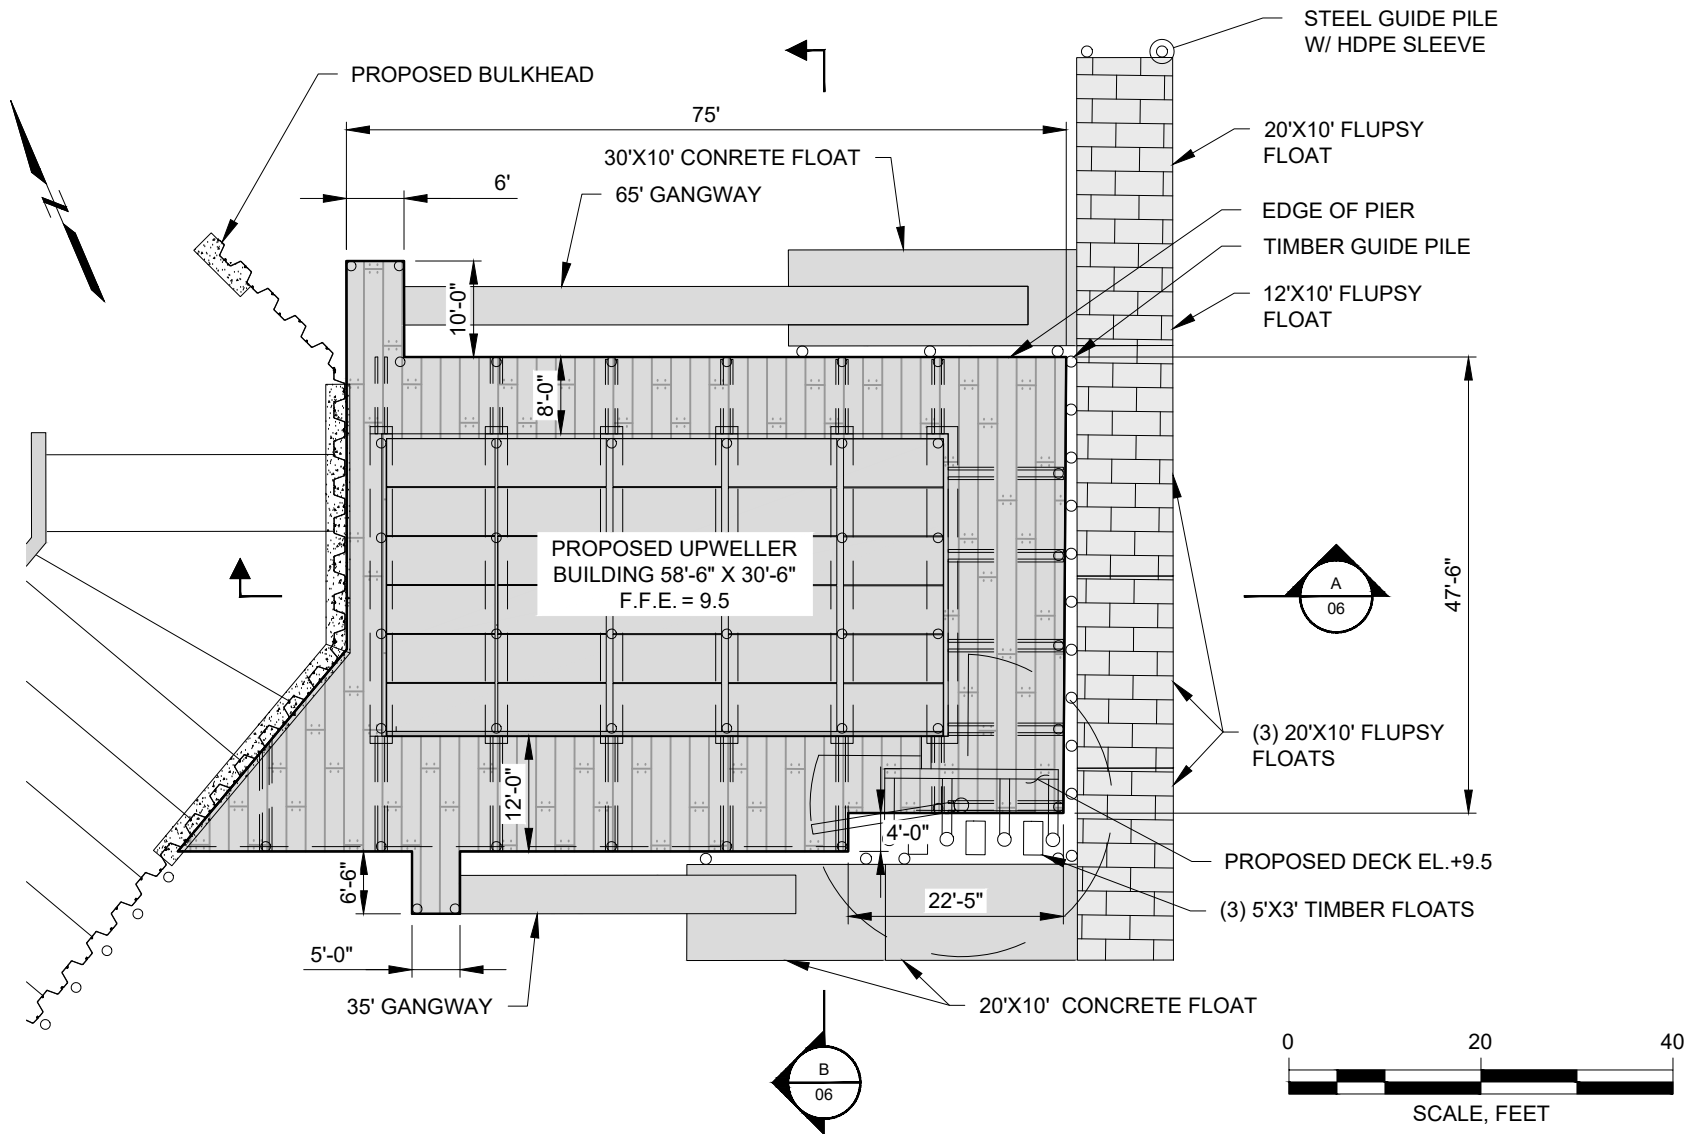 STEEL GUIDE PILE
W/ HDPE SLEEVE
PROPOSED BULKHEAD
75'
20'X10' FLUPSY
FLOAT
30'X10' CONRETE FLOAT
6'
65' GANGWAY
EDGE OF PIER
TIMBER GUIDE PILE
10'-0"
12'X10' FLUPSY
FLOAT
8'-0"
PROPOSED UPWELLER
BUILDING 58'-6" X 30'-6"
F.F.E. = 9.5
A
06
47'-6"
(3) 20'X10' FLUPSY
FLOATS
12'-0"
4'-0"
PROPOSED DECK EL.+9.5
6'-6"
22'-5"
(3) 5'X3' TIMBER FLOATS
5'-0"
35' GANGWAY
20'X10' CONCRETE FLOAT
B
06
0 20 40
SCALE, FEET
N